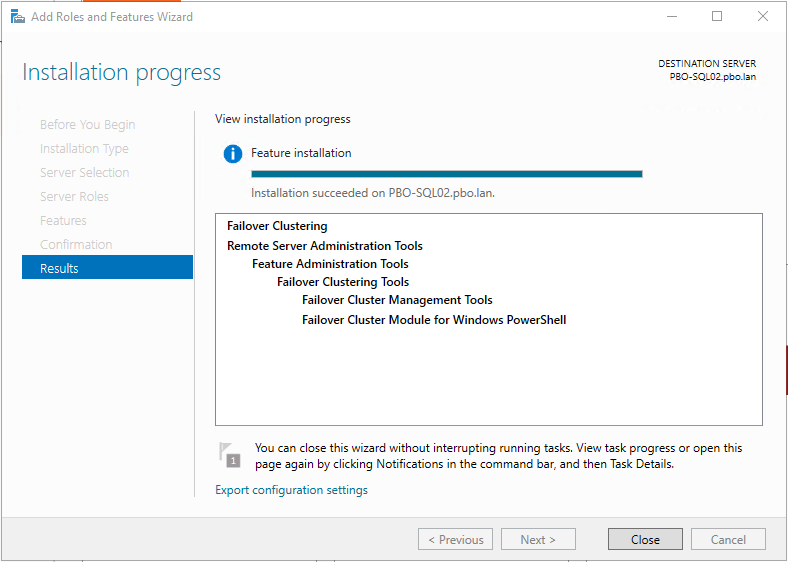 Add Roles and Features Wizard
Installation progress
DESTINATION SERVER
PBO-SQL02.pbo.lan
Before You Begin
Installation Type
Server Selection
Server Roles
Features
Confirmation
Results
View installation progress
Feature installation
Installation succeeded on PBO-SQL02.pbo.lan.
Failover Clustering
Remote Server Administration Tools
Feature Administration Tools
Failover Clustering Tools
Failover Cluster Management Tools
Failover Cluster Module for Windows PowerShell
1
You can close this wizard without interrupting running tasks. View task progress or open this
page again by clicking Notifications in the command bar, and then Task Details.
Export configuration settings
< Previous
Next >
Close
Cancel